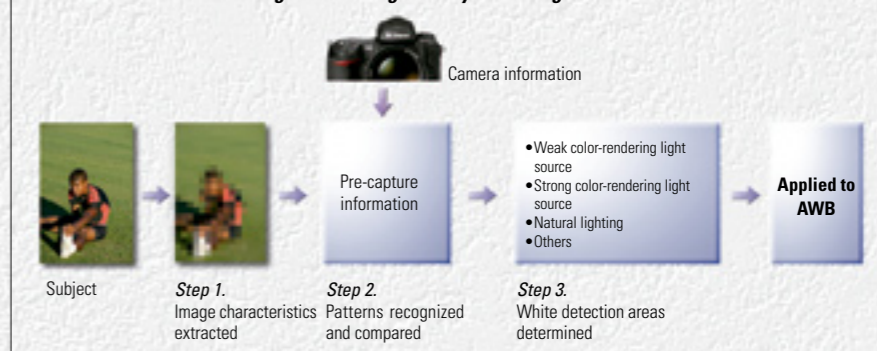 Camera information
Pre-capture
information
•Weak color-rendering light
source
•Strong color-rendering light
source
•Natural lighting
•Others
Applied to
AWB
Subject
Step 1.
Image characteristics
extracted
Step 2.
Patterns recognized
and compared
Step 3.
White detection areas
determined